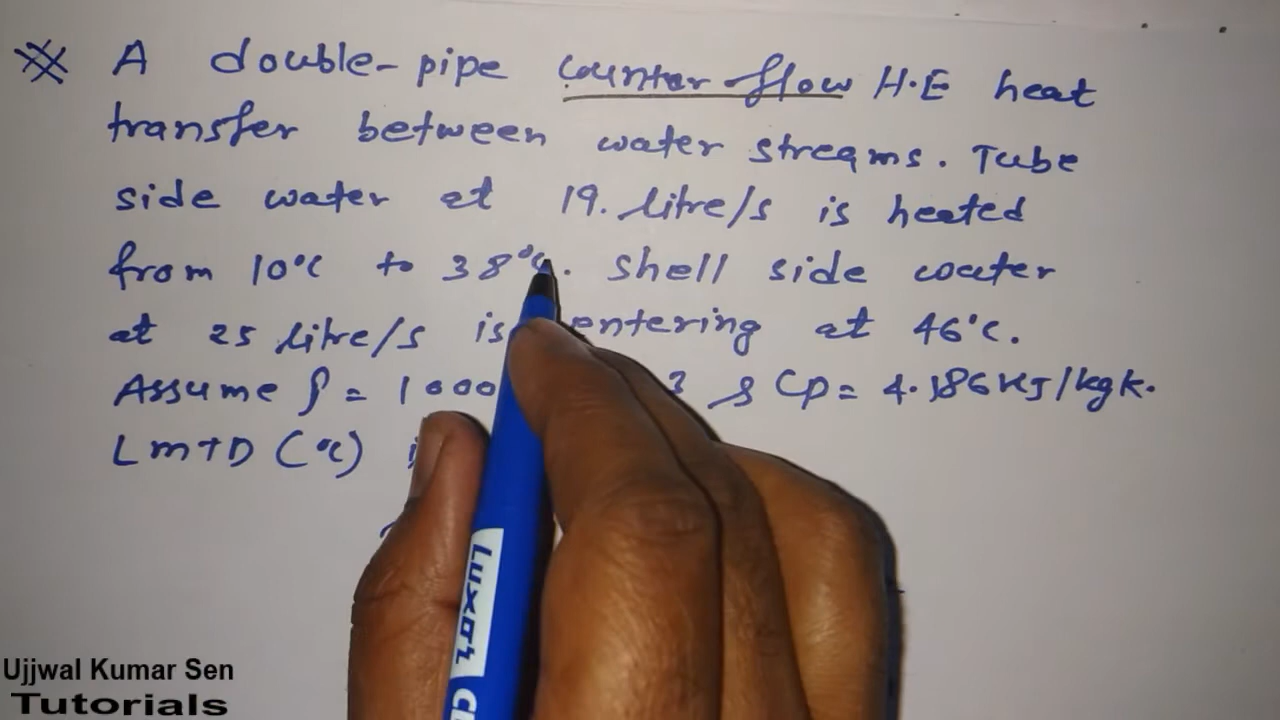 A double-pipe counter-flow H.E heat
transfer between water streams. Tube
side water at 19. litre/s is heated
from 10°C to 38°C. shell side water
at 25 litre/s is entering at 46°C.
Assume ρ = 1000 3 & Cp = 4.186 KJ/kgk.
LMTD (°C) i
Luxor
Ujjwal Kumar Sen
Tutorials